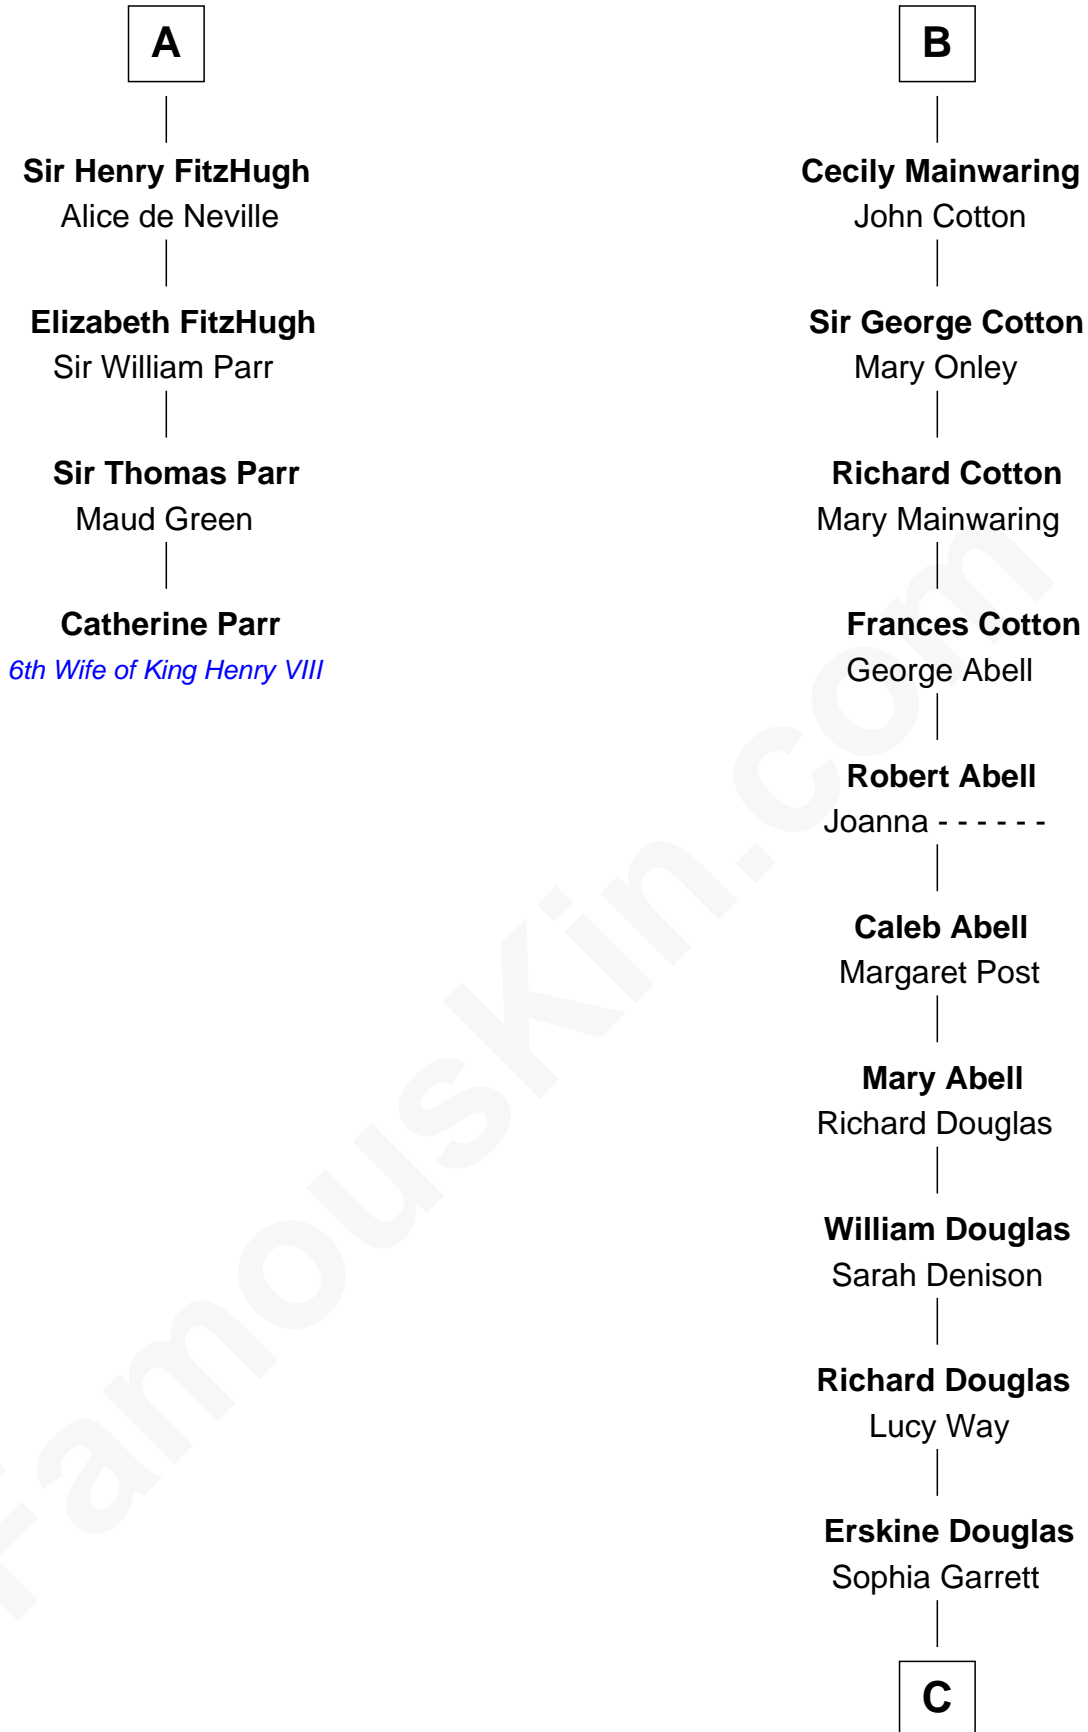 A
Sir Henry FitzHugh
Alice de Neville
Elizabeth FitzHugh
Sir William Parr
Sir Thomas Parr
Maud Green
Catherine Parr
6th Wife of King Henry VIII
B
Cecily Mainwaring
John Cotton
Sir George Cotton
Mary Onley
Richard Cotton
Mary Mainwaring
Frances Cotton
George Abell
Robert Abell
Joanna - - - - - -
Caleb Abell
Margaret Post
Mary Abell
Richard Douglas
William Douglas
Sarah Denison
Richard Douglas
Lucy Way
Erskine Douglas
Sophia Garrett
C
FamousKin.com